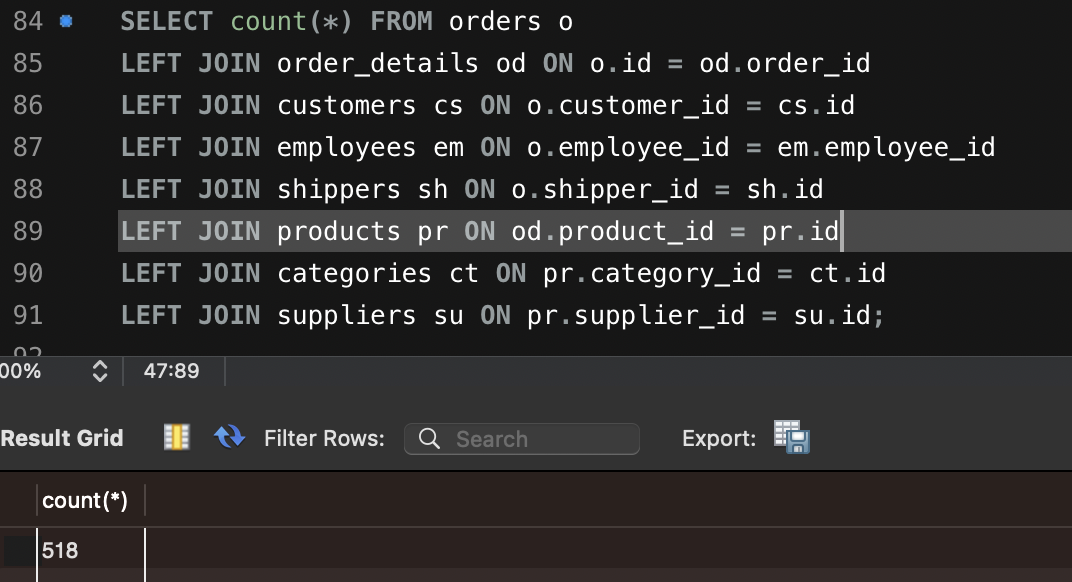 84 SELECT count(*) FROM orders o
85 LEFT JOIN order_details od ON o.id = od.order_id
86 LEFT JOIN customers cs ON o.customer_id = cs.id
87 LEFT JOIN employees em ON o.employee_id = em.employee_id
88 LEFT JOIN shippers sh ON o.shipper_id = sh.id
89 LEFT JOIN products pr ON od.product_id = pr.id
90 LEFT JOIN categories ct ON pr.category_id = ct.id
91 LEFT JOIN suppliers su ON pr.supplier_id = su.id;
92
00% 47:89
Result Grid Filter Rows: Search Export:
count(*)
518